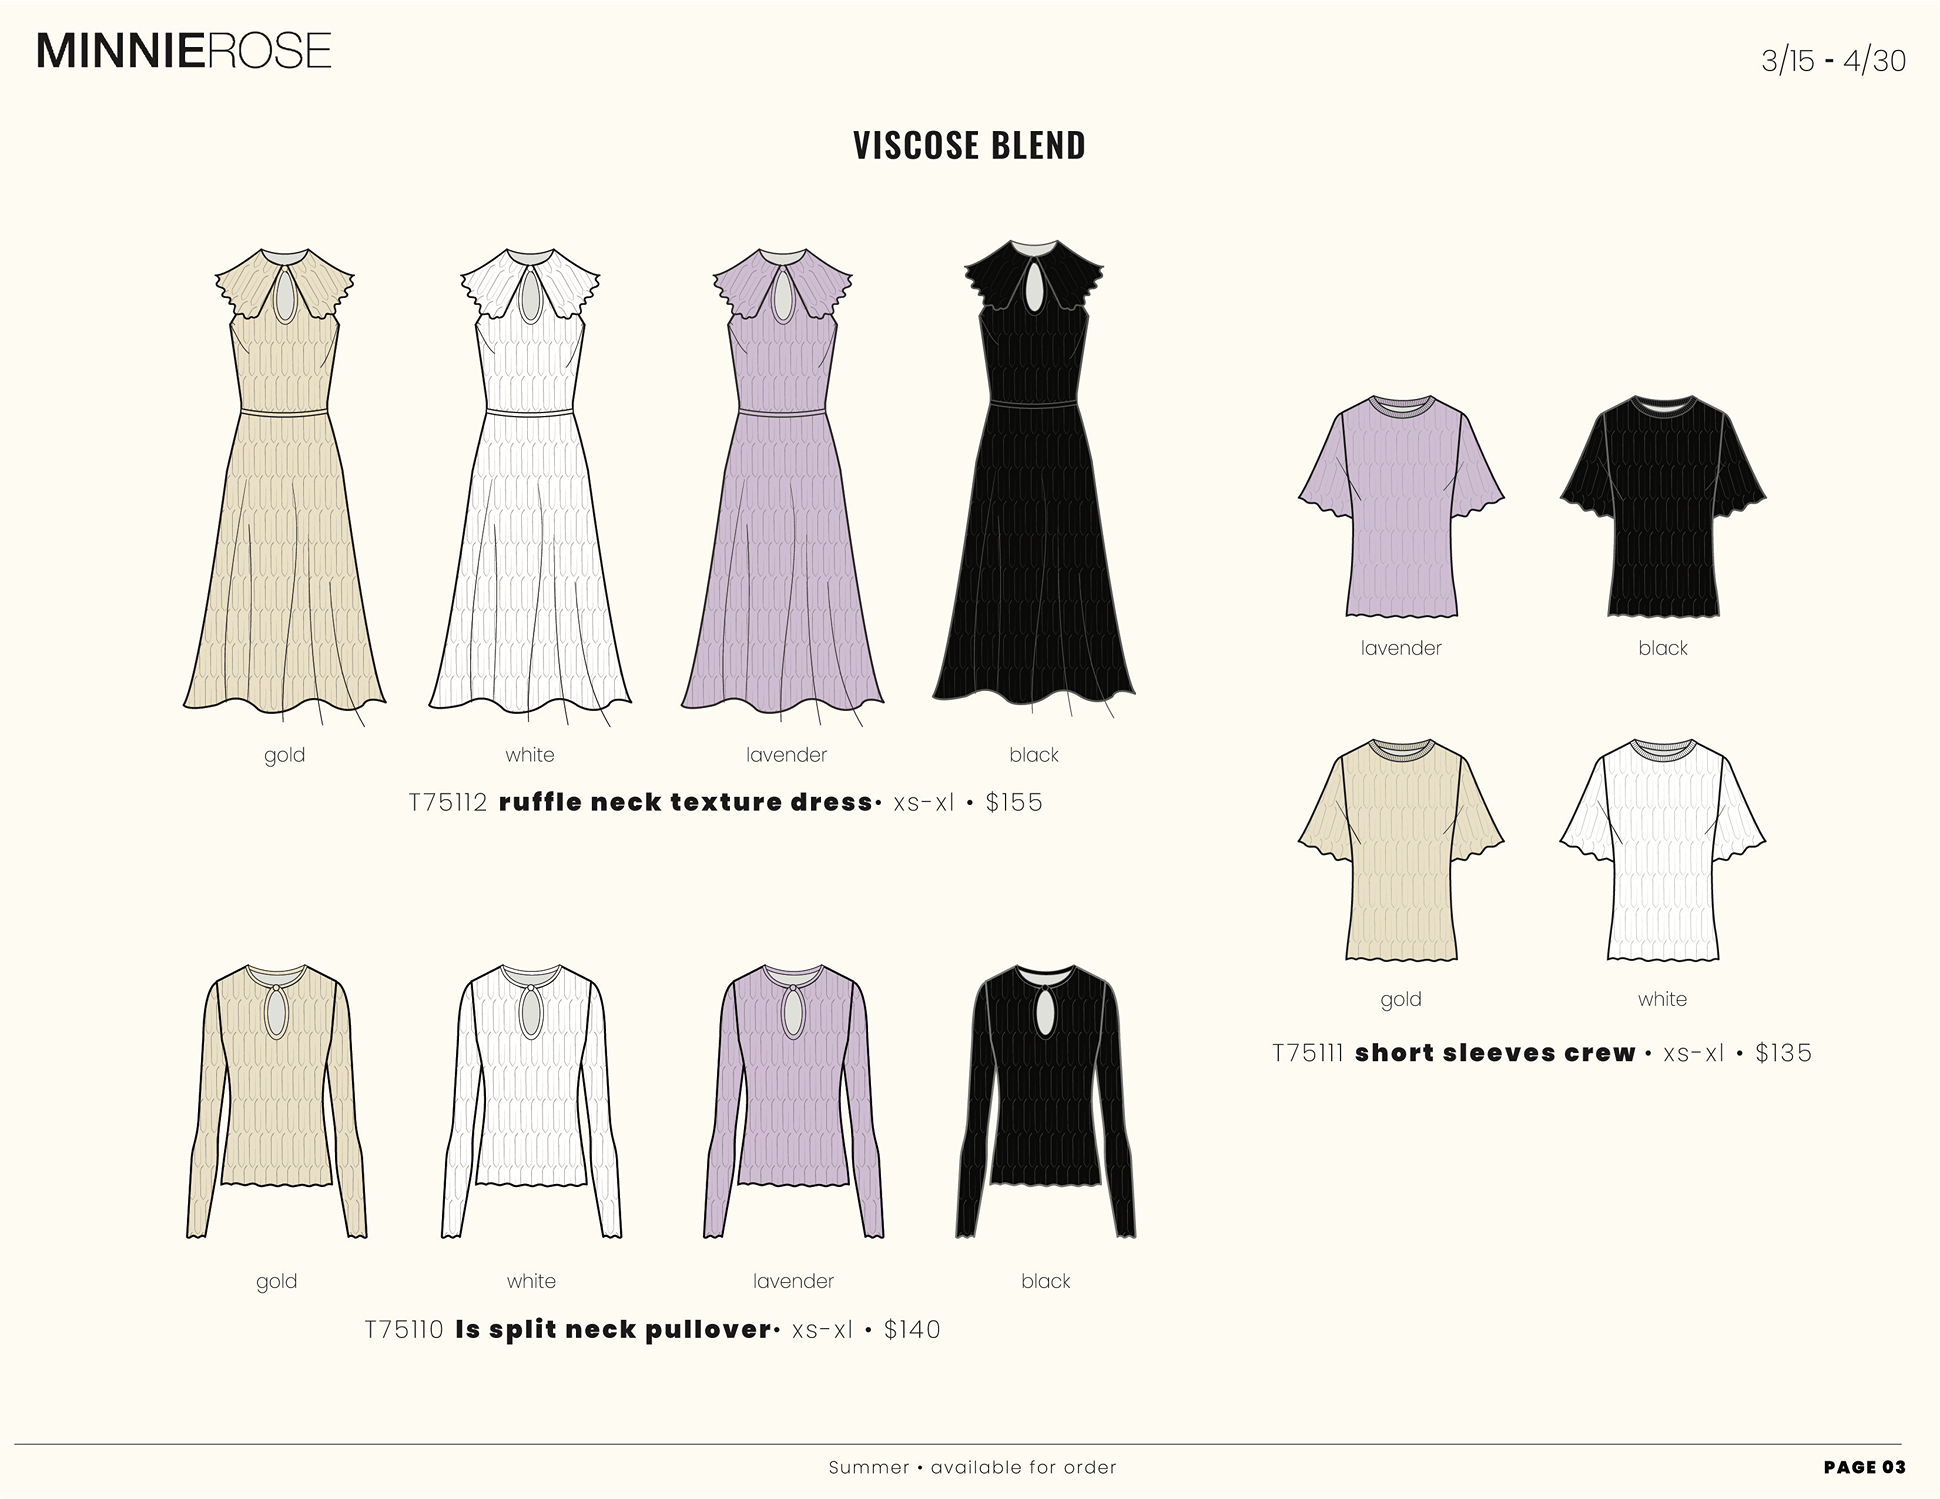 MINNIEROSE
3/15 - 4/30
VISCOSE BLEND
gold
white
lavender
black
T75112 ruffle neck texture dress• xs-xl • $155
lavender
black
gold
white
T75111 short sleeves crew • xs-xl • $135
gold
white
lavender
black
T75110 ls split neck pullover• xs-xl • $140
Summer • available for order
PAGE 03